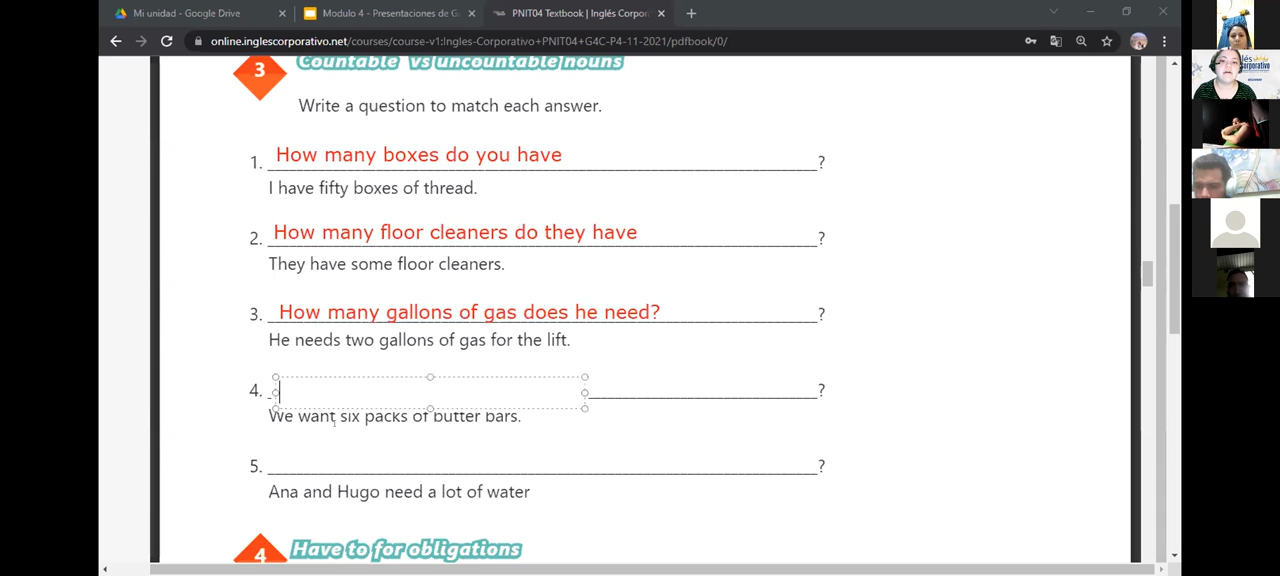 Mi unidad - Google Drive
Modulo 4 - Presentaciones de G
PNIT04 Textbook | Inglés Corpor
online.inglescorporativo.net/courses/course-v1:Ingles-Corporativo+PNIT04+G4C-P4-11-2021/pdfbook/0/
3 Countable vs(uncountable)nouns
Write a question to match each answer.
1. How many boxes do you have ?
I have fifty boxes of thread.
2. How many floor cleaners do they have ?
They have some floor cleaners.
3. How many gallons of gas does he need? ?
He needs two gallons of gas for the lift.
4. ?
We want six packs of butter bars.
5. ?
Ana and Hugo need a lot of water
4 Have to for obligations